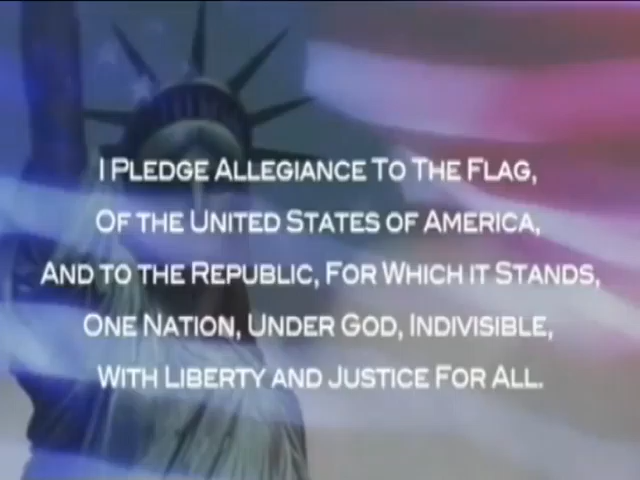 I Pledge Allegiance To The Flag,
Of the United States of America,
And to the Republic, For Which it Stands,
One Nation, Under God, Indivisible,
With Liberty and Justice For All.